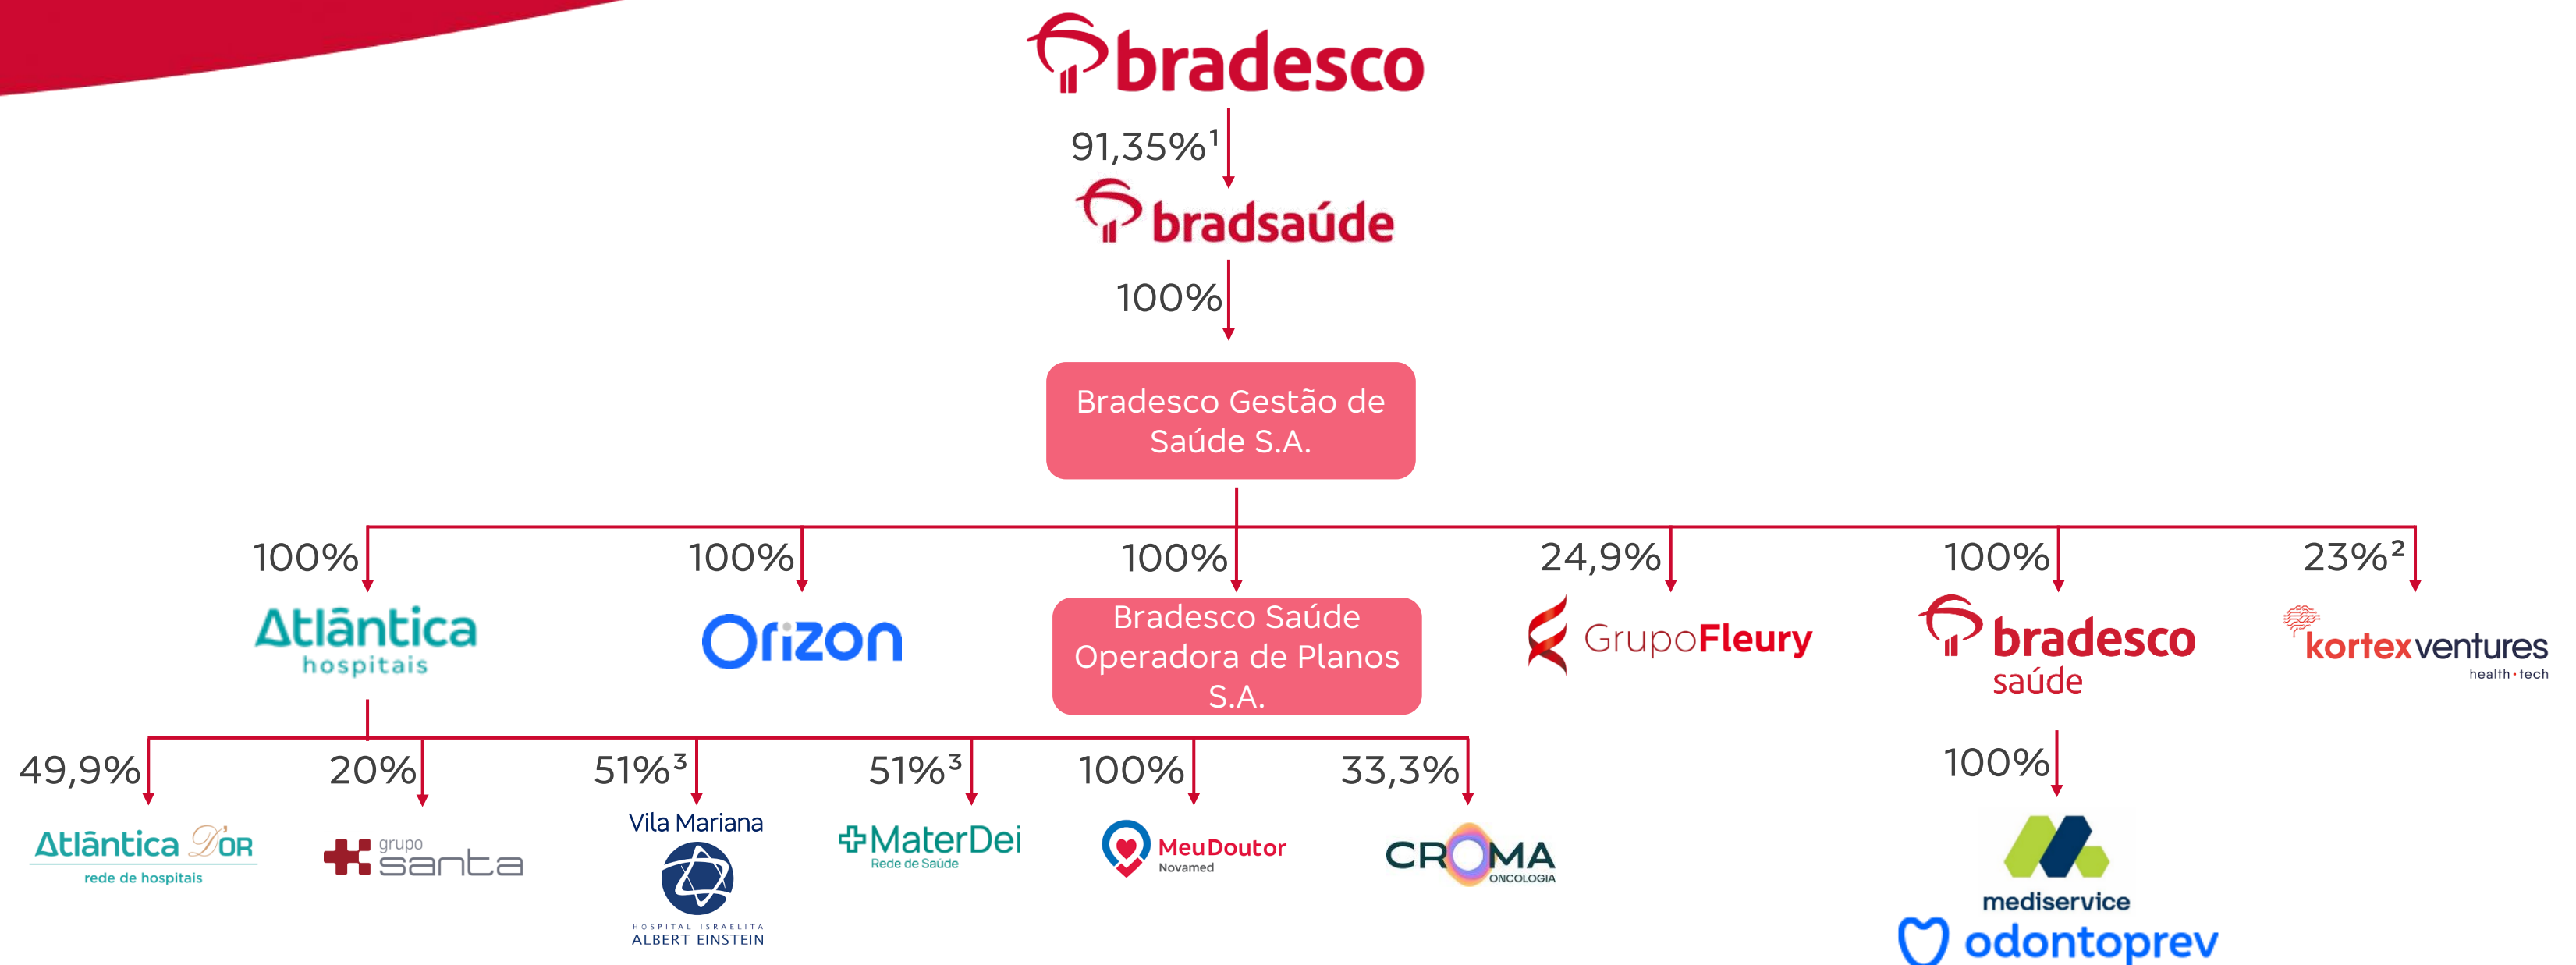 bradesco
91,35%¹
bradsaúde
100%
Bradesco Gestão de
Saúde S.A.
100%
100%
100%
24,9%
100%
23%²
Atlântica
hospitais
Orizon
Bradesco Saúde
Operadora de Planos
S.A.
GrupoFleury
bradesco
saúde
kortexventures
health·tech
49,9%
20%
51%³
51%³
100%
33,3%
100%
Atlântica D'OR
rede de hospitais
grupo
santa
Vila Mariana
HOSPITAL ISRAELITA
ALBERT EINSTEIN
MaterDei
Rede de Saúde
MeuDoutor
Novamed
CROMA
ONCOLOGIA
mediservice
odontoprev